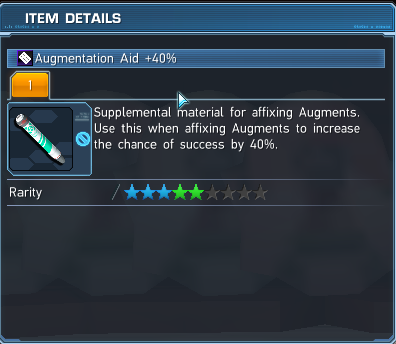 ITEM DETAILS
Augmentation Aid +40%
1
Supplemental material for affixing Augments.
Use this when affixing Augments to increase
the chance of success by 40%.
Rarity